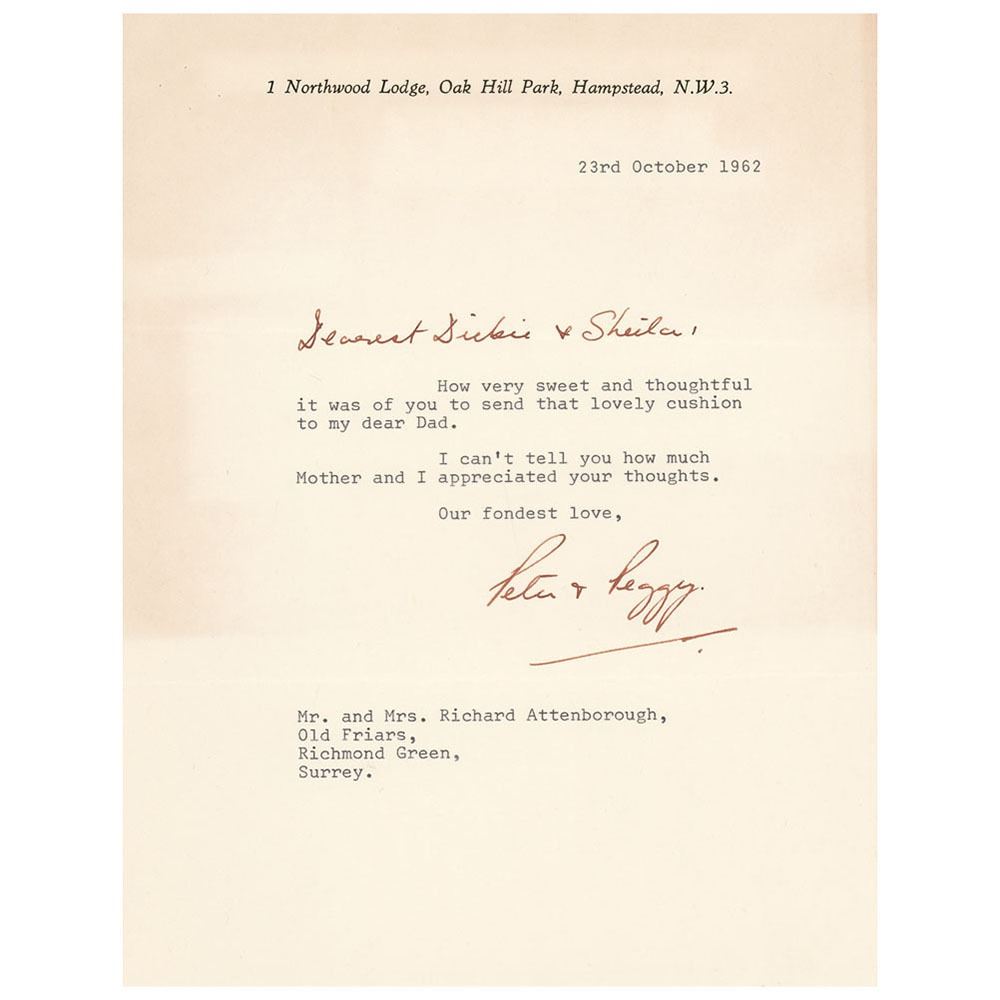 1 Northwood Lodge, Oak Hill Park, Hampstead, N.W.3.
23rd October 1962
Dearest Dickie & Sheila,
How very sweet and thoughtful
it was of you to send that lovely cushion
to my dear Dad.
I can't tell you how much
Mother and I appreciated your thoughts.
Our fondest love,
Peter & Peggy.
Mr. and Mrs. Richard Attenborough,
Old Friars,
Richmond Green,
Surrey.